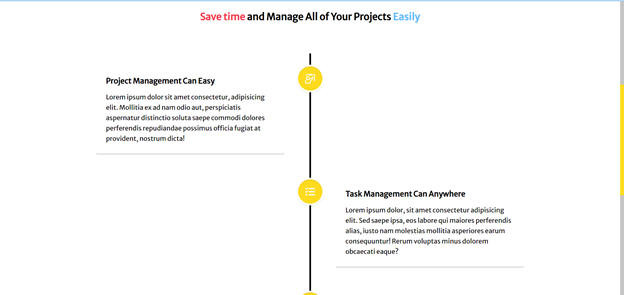 Save time and Manage All of Your Projects Easily
Project Management Can Easy
Lorem ipsum dolor sit amet consectetur, adipisicing
elit. Mollitia ex ad nam odio aut, perspiciatis
aspernatur distinctio soluta saepe commodi dolores
perferendis repudiandae possimus officia fugiat at
provident, nostrum dicta!
Task Management Can Anywhere
Lorem ipsum dolor, sit amet consectetur adipisicing
elit. Sed saepe ipsa, eos labore qui maiores perferendis
alias, iusto nam molestias mollitia asperiores earum
consequuntur! Rerum voluptas minus dolorem
obcaecati eaque?